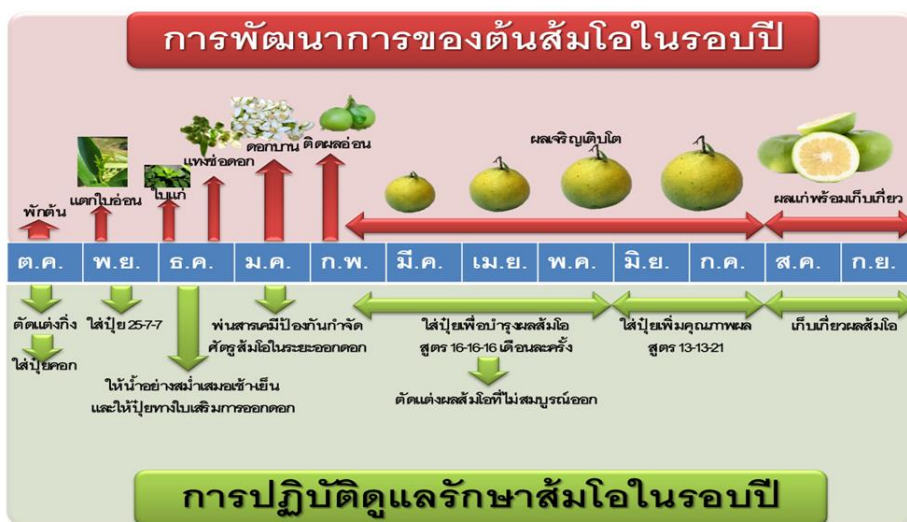 การพัฒนาการของต้นส้มโอในรอบปี
พักต้น
แตกใบอ่อน
ใบแก่
แทงช่อดอก
ดอกบาน
ติดผลอ่อน
ผลเจริญเติบโต
ผลแก่พร้อมเก็บเกี่ยว
ต.ค. พ.ย. ธ.ค. ม.ค. ก.พ. มี.ค. เม.ย. พ.ค. มิ.ย. ก.ค. ส.ค. ก.ย.
ตัดแต่งกิ่ง
ใส่ปุ๋ยคอก
ใส่ปุ๋ย 25-7-7
ให้น้ำอย่างสม่ำเสมอเช้าเย็น
และให้ปุ๋ยทางใบเสริมการออกดอก
พ่นสารเคมีป้องกันกำจัด
ศัตรูส้มโอในระยะออกดอก
ใส่ปุ๋ยเพื่อบำรุงผลส้มโอ
สูตร 16-16-16 เดือนละครั้ง
ตัดแต่งผลส้มโอที่ไม่สมบูรณ์ออก
ใส่ปุ๋ยเพิ่มคุณภาพผล
สูตร 13-13-21
เก็บเกี่ยวผลส้มโอ
การปฏิบัติดูแลรักษาส้มโอในรอบปี